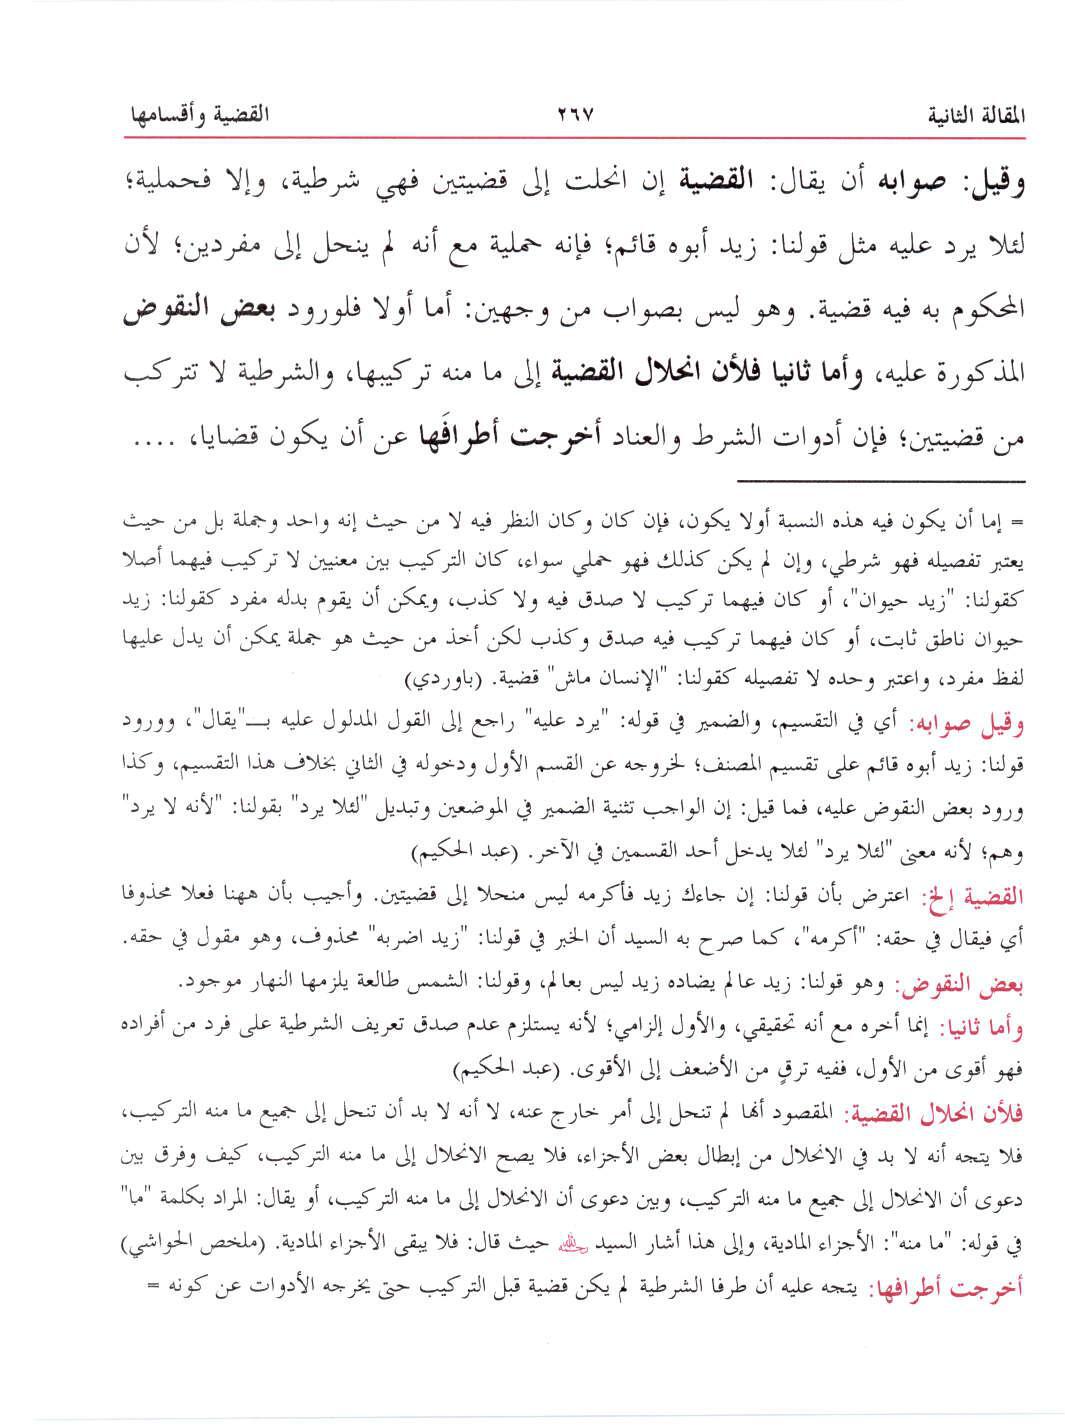 المقالة الثانية ٢٦٧ القضية وأقسامها
وقيل: صوابه أن يقال: القضية إن انحلت إلى قضيتين فهي شرطية، وإلا فحملية؛
لئلا يرد عليه مثل قولنا: زيد أبوه قائم؛ فإنه حملية مع أنه لم ينحل إلى مفردين؛ لأن
المحكوم به فيه قضية. وهو ليس بصواب من وجهين: أما أولا فلورود بعض النقوض
المذكورة عليه، وأما ثانيا فلأن انحلال القضية إلى ما منه تركيبها، والشرطية لا تتركب
من قضيتين؛ فإن أدوات الشرط والعناد أخرجت أطرافَها عن أن يكون قضايا، ....
= إما أن يكون فيه هذه النسبة أولا يكون، فإن كان وكان النظر فيه لا من حيث إنه واحد وجملة بل من حيث
يعتبر تفصيله فهو شرطي، وإن لم يكن كذلك فهو حملي سواء، كان التركيب بين معنيين لا تركيب فيهما أصلا
كقولنا: "زيد حيوان"، أو كان فيهما تركيب لا صدق فيه ولا كذب، ويمكن أن يقوم بدله مفرد كقولنا: زيد
حيوان ناطق ثابت، أو كان فيهما تركيب فيه صدق وكذب لكن أخذ من حيث هو جملة يمكن أن يدل عليها
لفظ مفرد، واعتبر وحده لا تفصيله كقولنا: "الإنسان ماش" قضية. (باوردي)
وقيل صوابه: أي في التقسيم، والضمير في قوله: "يرد عليه" راجع إلى القول المدلول عليه بـ"يقال"، وورود
قولنا: زيد أبوه قائم على تقسيم المصنف؛ لخروجه عن القسم الأول ودخوله في الثاني بخلاف هذا التقسيم، وكذا
ورود بعض النقوض عليه، فما قيل: إن الواجب تثنية الضمير في الموضعين وتبديل "لئلا يرد" بقولنا: "لأنه لا يرد"
وهم؛ لأنه معنى "لئلا يرد" لئلا يدخل أحد القسمين في الآخر. (عبد الحكيم)
القضية إلخ: اعترض بأن قولنا: إن جاءك زيد فأكرمه ليس منحلا إلى قضيتين. وأجيب بأن ههنا فعلا محذوفا
أي فيقال في حقه: "أكرمه"، كما صرح به السيد أن الخبر في قولنا: "زيد اضربه" محذوف، وهو مقول في حقه.
بعض النقوض: وهو قولنا: زيد عالم يضاده زيد ليس بعالم، وقولنا: الشمس طالعة يلزمها النهار موجود.
وأما ثانيا: إنما أخره مع أنه تحقيقي، والأول إلزامي؛ لأنه يستلزم عدم صدق تعريف الشرطية على فرد من أفراده
فهو أقوى من الأول، ففيه ترقٍ من الأضعف إلى الأقوى. (عبد الحكيم)
فلأن انحلال القضية: المقصود أنها لم تنحل إلى أمر خارج عنه، لا أنه لا بد أن تنحل إلى جميع ما منه التركيب،
فلا يتجه أنه لا بد في الانحلال من إبطال بعض الأجزاء، فلا يصح الانحلال إلى ما منه التركيب، كيف وفرق بين
دعوى أن الانحلال إلى جميع ما منه التركيب، وبين دعوى أن الانحلال إلى ما منه التركيب، أو يقال: المراد بكلمة "ما"
في قوله: "ما منه": الأجزاء المادية، وإلى هذا أشار السيد رحمه الله حيث قال: فلا يبقى الأجزاء المادية. (ملخص الحواشي)
أخرجت أطرافها: يتجه عليه أن طرفا الشرطية لم يكن قضية قبل التركيب حتى يخرجه الأدوات عن كونه =